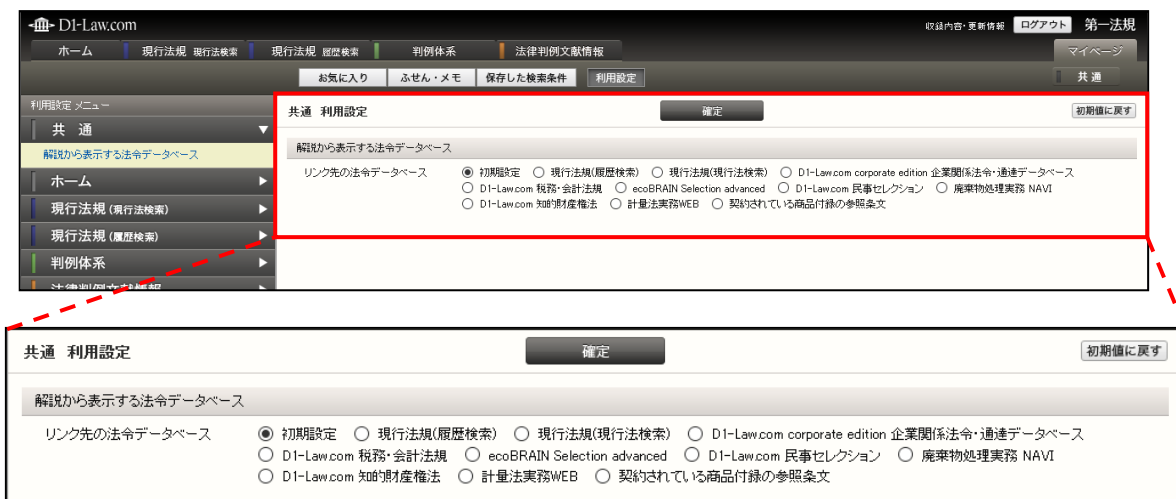 D1-Law.com
収録内容・更新情報 ログアウト 第一法規
ホーム 現行法規 現行法検索 現行法規 履歴検索 判例体系 法律判例文献情報 マイページ
お気に入り ふせん・メモ 保存した検索条件 利用設定 共通
利用設定 メニュー
共 通 ▼
解説から表示する法令データベース
ホーム ▶
現行法規 (現行法検索) ▶
現行法規 (履歴検索) ▶
判例体系 ▶
法律判例文献情報
共通 利用設定 確定 初期値に戻す
解説から表示する法令データベース
リンク先の法令データベース 初期設定 現行法規(履歴検索) 現行法規(現行法検索) D1-Law.com corporate edition 企業関係法令・通達データベース
D1-Law.com 税務・会計法規 ecoBRAIN Selection advanced D1-Law.com 民事セレクション 廃棄物処理実務 NAVI
D1-Law.com 知的財産権法 計量法実務WEB 契約されている商品付録の参照条文
共通 利用設定 確定 初期値に戻す
解説から表示する法令データベース
リンク先の法令データベース 初期設定 現行法規(履歴検索) 現行法規(現行法検索) D1-Law.com corporate edition 企業関係法令・通達データベース
D1-Law.com 税務・会計法規 ecoBRAIN Selection advanced D1-Law.com 民事セレクション 廃棄物処理実務 NAVI
D1-Law.com 知的財産権法 計量法実務WEB 契約されている商品付録の参照条文